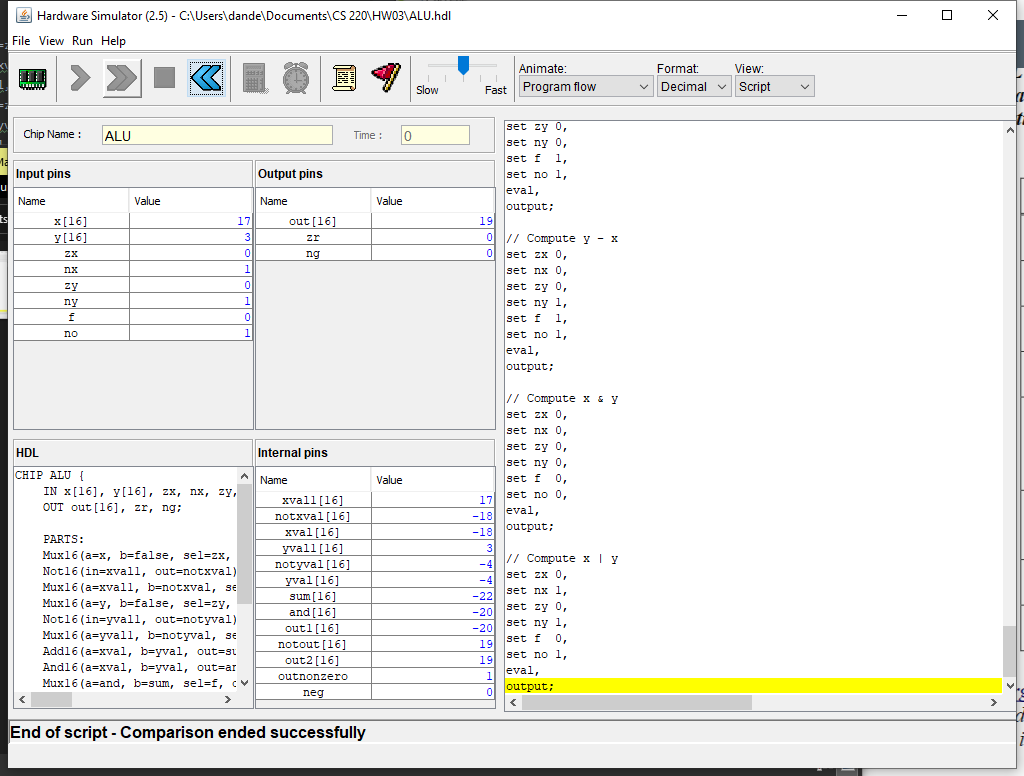 Hardware Simulator (2.5) - C:\Users\dande\Documents\CS 220\HW03\ALU.hdl
File View Run Help
Slow Fast
Animate: Format: View:
Program flow Decimal Script
Chip Name : ALU Time : 0
Input pins
Name Value
x[16] 17
y[16] 3
zx 0
nx 1
zy 0
ny 1
f 0
no 1
Output pins
Name Value
out[16] 19
zr 0
ng 0
HDL
CHIP ALU {
IN x[16], y[16], zx, nx, zy,
OUT out[16], zr, ng;
PARTS:
Mux16(a=x, b=false, sel=zx,
Not16(in=xval1, out=notxval)
Mux16(a=xval1, b=notxval, se
Mux16(a=y, b=false, sel=zy,
Not16(in=yval1, out=notyval)
Mux16(a=yval1, b=notyval, se
Add16(a=xval, b=yval, out=su
And16(a=xval, b=yval, out=an
Mux16(a=and, b=sum, sel=f, o
Internal pins
Name Value
xval1[16] 17
notxval[16] -18
xval[16] -18
yval1[16] 3
notyval[16] -4
yval[16] -4
sum[16] -22
and[16] -20
out1[16] -20
notout[16] 19
out2[16] 19
outnonzero 1
neg 0
set zy 0,
set ny 0,
set f 1,
set no 1,
eval,
output;
// Compute y - x
set zx 0,
set nx 0,
set zy 0,
set ny 1,
set f 1,
set no 1,
eval,
output;
// Compute x & y
set zx 0,
set nx 0,
set zy 0,
set ny 0,
set f 0,
set no 0,
eval,
output;
// Compute x | y
set zx 0,
set nx 1,
set zy 0,
set ny 1,
set f 0,
set no 1,
eval,
output;
End of script - Comparison ended successfully